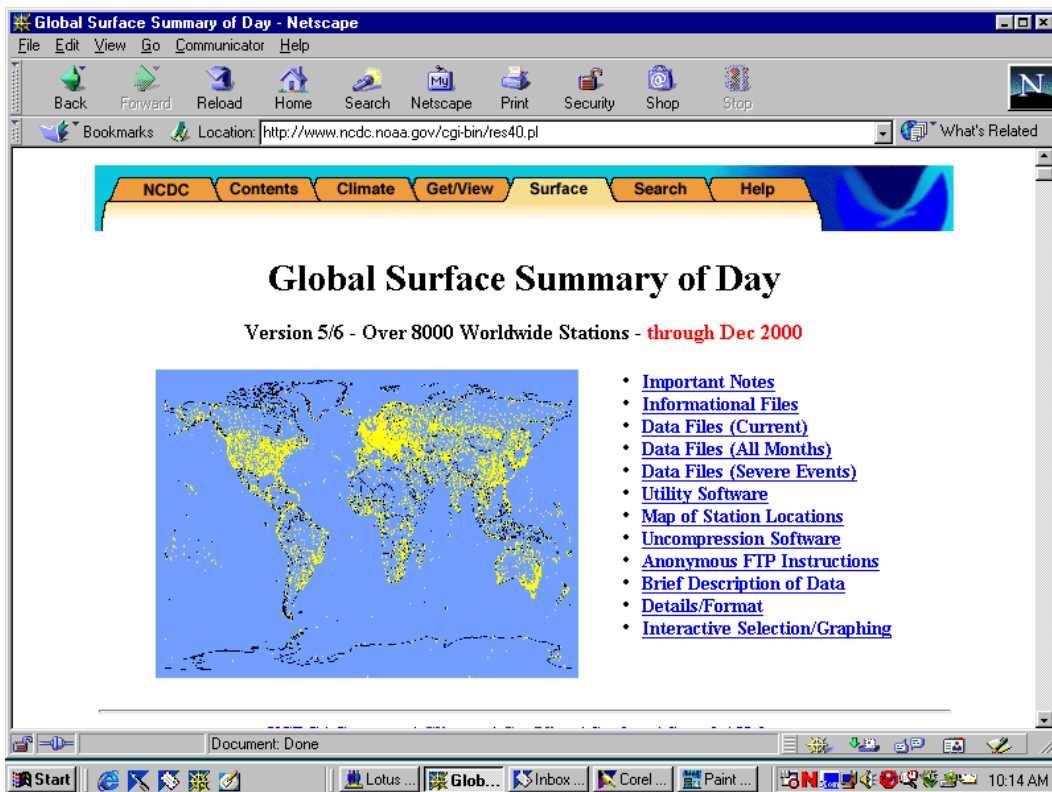 Global Surface Summary of Day - Netscape
File Edit View Go Communicator Help
My
N
Back Forward Reload Home Search Netscape Print Security Shop Stop
Bookmarks Location: http://www.ncdc.noaa.gov/cgi-bin/res40.pl What's Related
NCDC Contents Climate Get/View Surface Search Help
Global Surface Summary of Day
Version 5/6 - Over 8000 Worldwide Stations - through Dec 2000
• Important Notes
• Informational Files
• Data Files (Current)
• Data Files (All Months)
• Data Files (Severe Events)
• Utility Software
• Map of Station Locations
• Uncompression Software
• Anonymous FTP Instructions
• Brief Description of Data
• Details/Format
• Interactive Selection/Graphing
Document: Done
Start Lotus ... Glob... Inbox ... Corel ... Paint ... N 10:14 AM